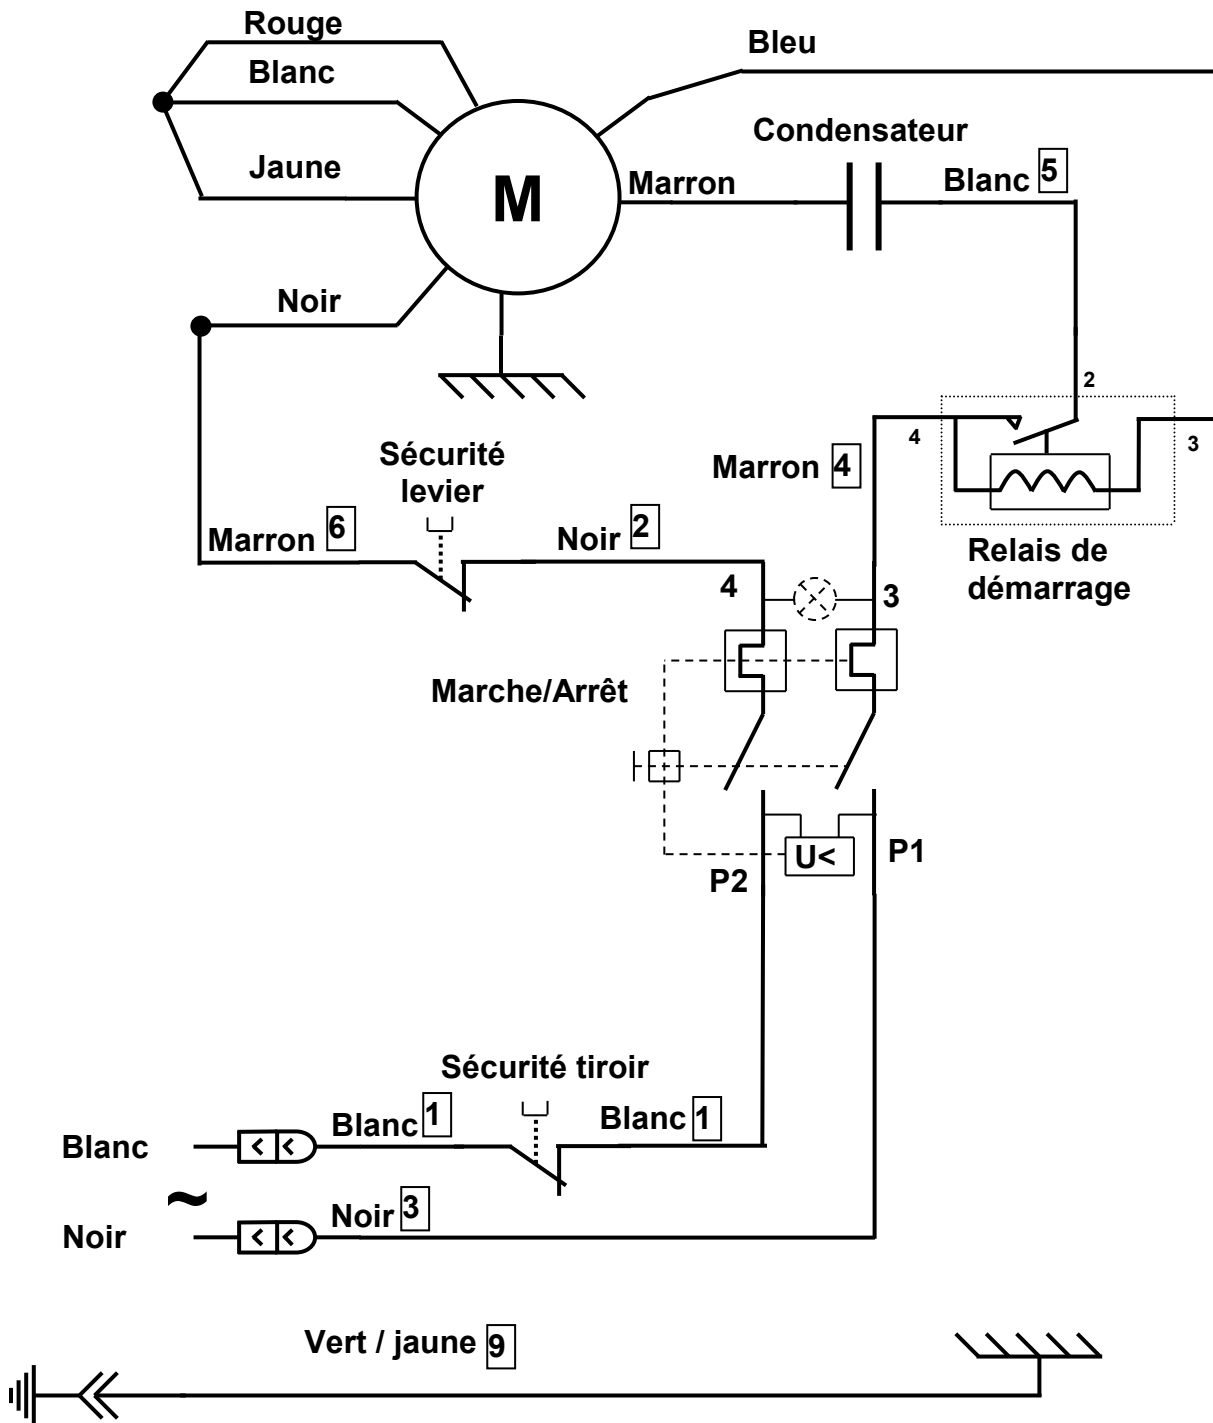 Rouge
Bleu
Blanc
Condensateur
Jaune
M
Marron
Blanc 5
Noir
2
4
3
Sécurité
levier
Marron 4
Marron 6
Noir 2
Relais de
démarrage
4
3
Marche/Arrêt
U<
P1
P2
Sécurité tiroir
Blanc
Blanc 1
Blanc 1
~
Noir
Noir 3
Vert / jaune 9